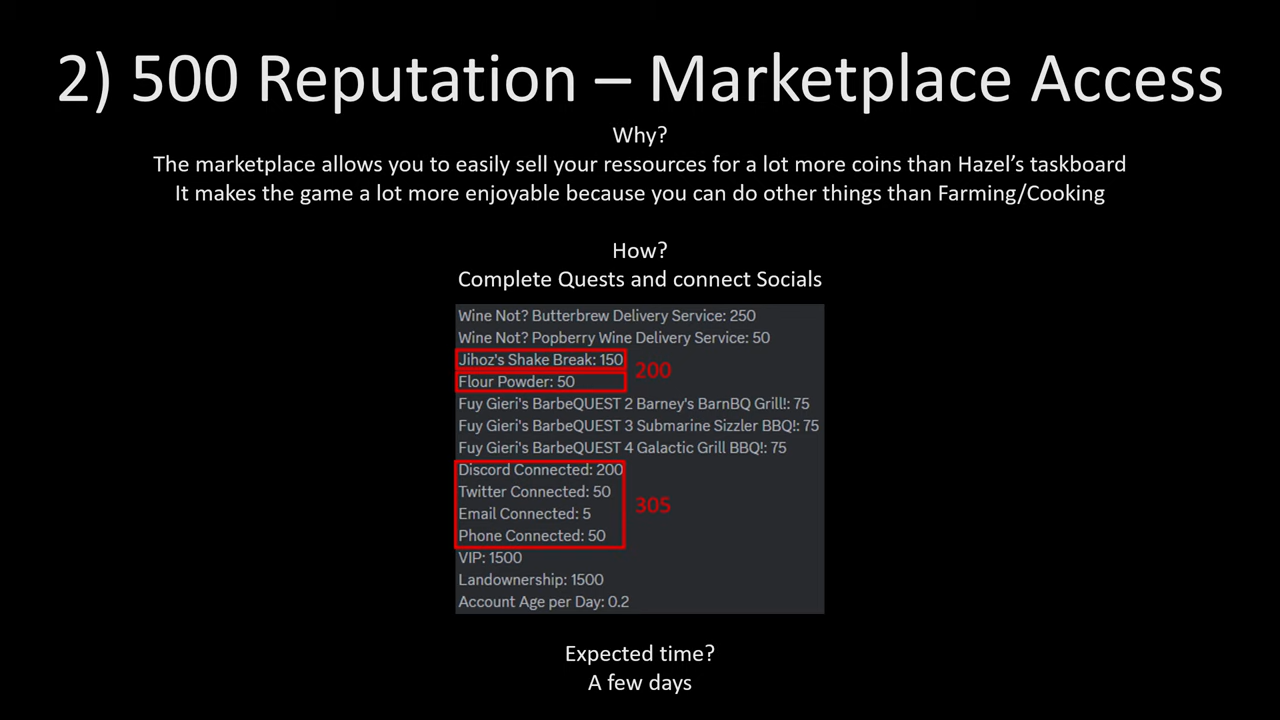 2) 500 Reputation – Marketplace Access
Why?
The marketplace allows you to easily sell your ressources for a lot more coins than Hazel's taskboard
It makes the game a lot more enjoyable because you can do other things than Farming/Cooking
How?
Complete Quests and connect Socials
Wine Not? Butterbrew Delivery Service: 250
Wine Not? Popberry Wine Delivery Service: 50
Jihoz's Shake Break: 150
200
Flour Powder: 50
Fuy Gieri's BarbeQUEST 2 Barney's BarnBQ Grill!: 75
Fuy Gieri's BarbeQUEST 3 Submarine Sizzler BBQ!: 75
Fuy Gieri's BarbeQUEST 4 Galactic Grill BBQ!: 75
Discord Connected: 200
Twitter Connected: 50
305
Email Connected: 5
Phone Connected: 50
VIP: 1500
Landownership: 1500
Account Age per Day: 0.2
Expected time?
A few days